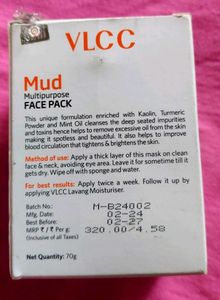 VLCC
Mud
Multipurpose
FACE PACK
This unique formulation enriched with Kaolin, Turmeric
Powder and Mint Oil cleanses the deep seated impurities
and toxins hence helps to remove excessive oil from the skin
making it spotless and beautiful. It also helps to improve
blood circulation that tightens & brightens the skin.
Method of use: Apply a thick layer of this mask on clean
face & neck, avoiding eye area. Leave it for sometime till it
gets dry. Wipe off with sponge and water.
For best results: Apply twice a week. Follow it up by
applying VLCC Lavang Moisturiser.
Batch No.: M-B24002
Mfg. Date: 02-24
Best Before: 02-27
MRP ₹/₹ Per g: 320.00/4.58
(Inclusive of all Taxes)
Net Quantity: 70g